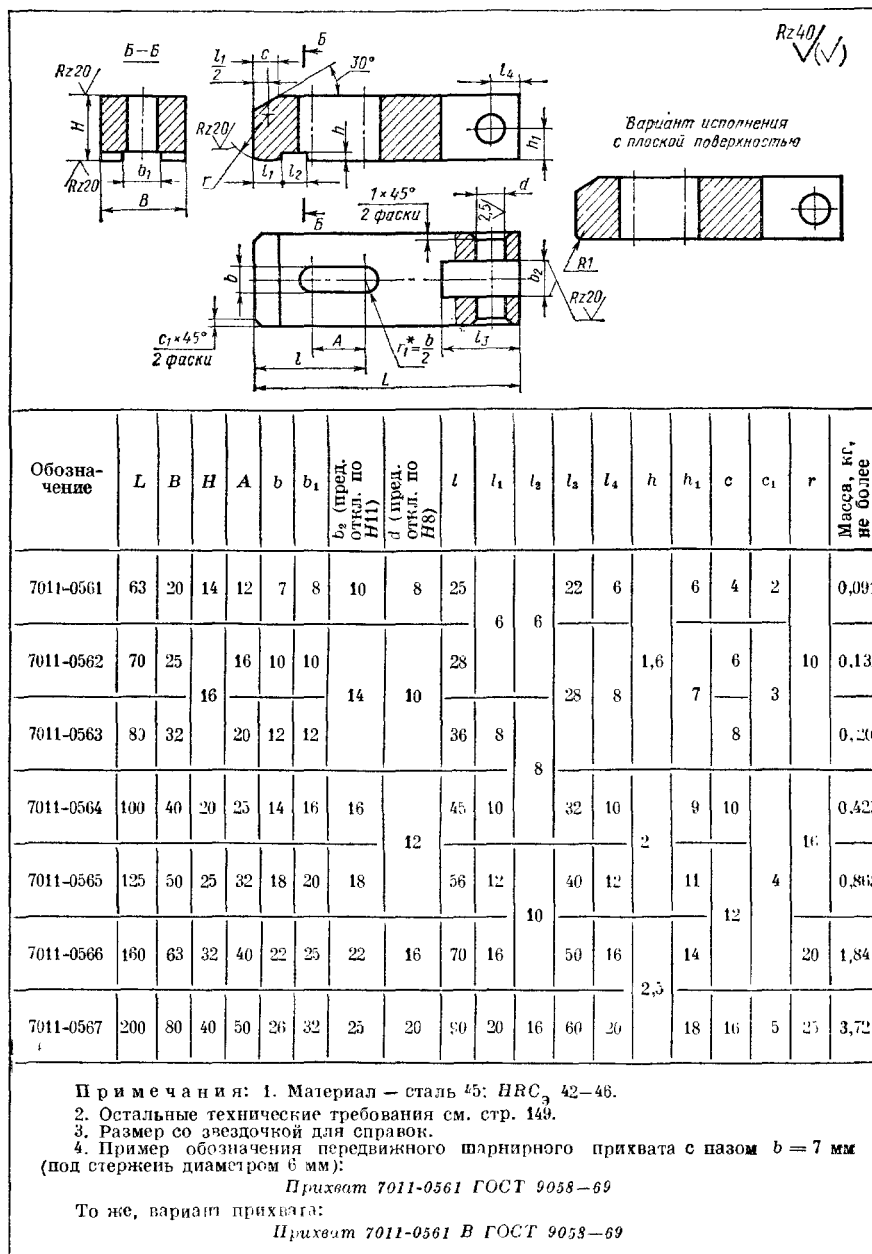 Rz40
Б–Б
Rz20
H
Rz20
b₁
B
l₁/2
c
Б
30°
l₄
Rz20
h
h₁
r
l₁
l₂
Б
1×45°
2 фаски
d
2,5
Вариант исполнения
с плоской поверхностью
R1
b
b₂
Rz20
c₁×45°
2 фаски
A
l
r₁* = b/2
l₃
L
Обозначение L B H A b b₁ b₂ (пред. откл. по H11) d (пред. откл. по H8) l l₁ l₂ l₃ l₄ h h₁ c c₁ r Масса, кг, не более
7011-0561 63 20 14 12 7 8 10 8 25 6 6 22 6 1,6 6 4 2 10 0,091
7011-0562 70 25 16 16 10 10 14 10 28 28 8 7 6 3 0,13
7011-0563 80 32 20 12 12 36 8 8 8 0,20
7011-0564 100 40 20 25 14 16 16 12 45 10 32 10 2 9 10 4 16 0,42
7011-0565 125 50 25 32 18 20 18 56 12 10 40 12 11 12 0,86
7011-0566 160 63 32 40 22 25 22 16 70 16 50 16 2,5 14 20 1,84
7011-0567 200 80 40 50 26 32 25 20 90 20 16 60 20 18 16 5 25 3,72
Примечания: 1. Материал — сталь 45; HRCэ 42—46.
2. Остальные технические требования см. стр. 149.
3. Размер со звездочкой для справок.
4. Пример обозначения передвижного шарнирного прихвата с пазом b = 7 мм
(под стержень диаметром 6 мм):
Прихват 7011-0561 ГОСТ 9058—69
То же, вариант прихвата:
Прихват 7011-0561 В ГОСТ 9058—69